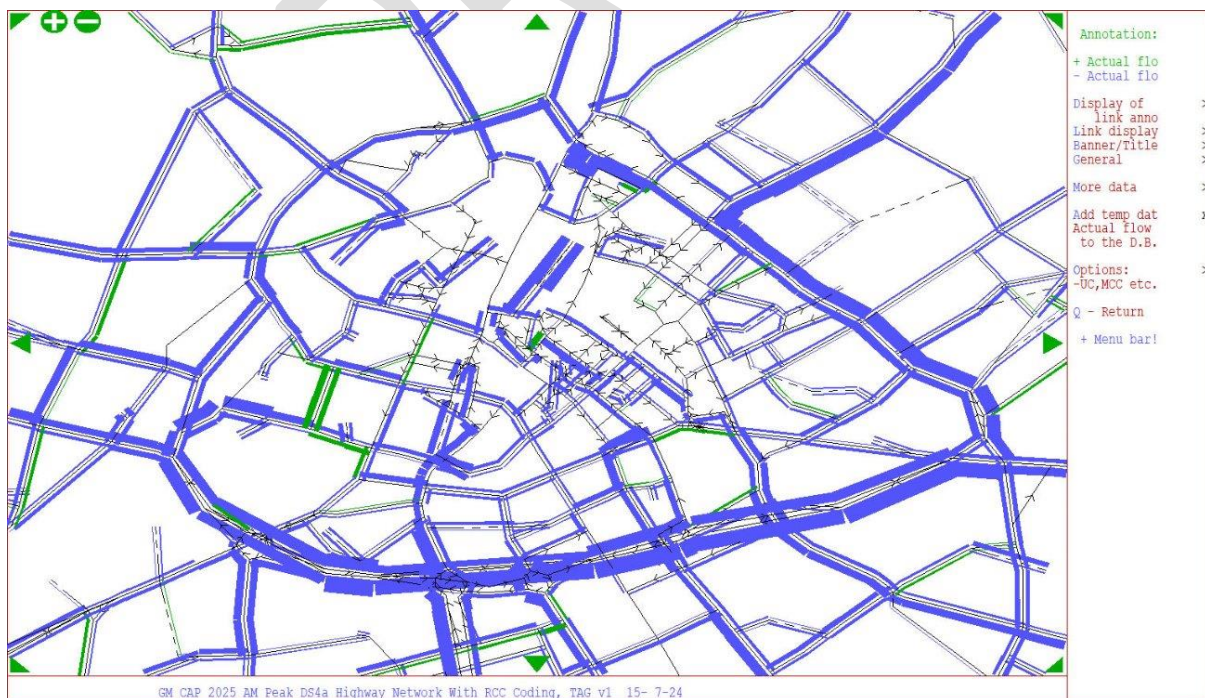 Annotation:
+ Actual flo
- Actual flo
Display of >
link anno
Link display >
Banner/Title >
General >
More data >
Add temp dat
Actual flow
to the D.B.
Options: >
-UC,MCC etc.
Q - Return
+ Menu bar!
GM CAP 2025 AM Peak DS4a Highway Network With RCC Coding, TAG v1 15- 7-24